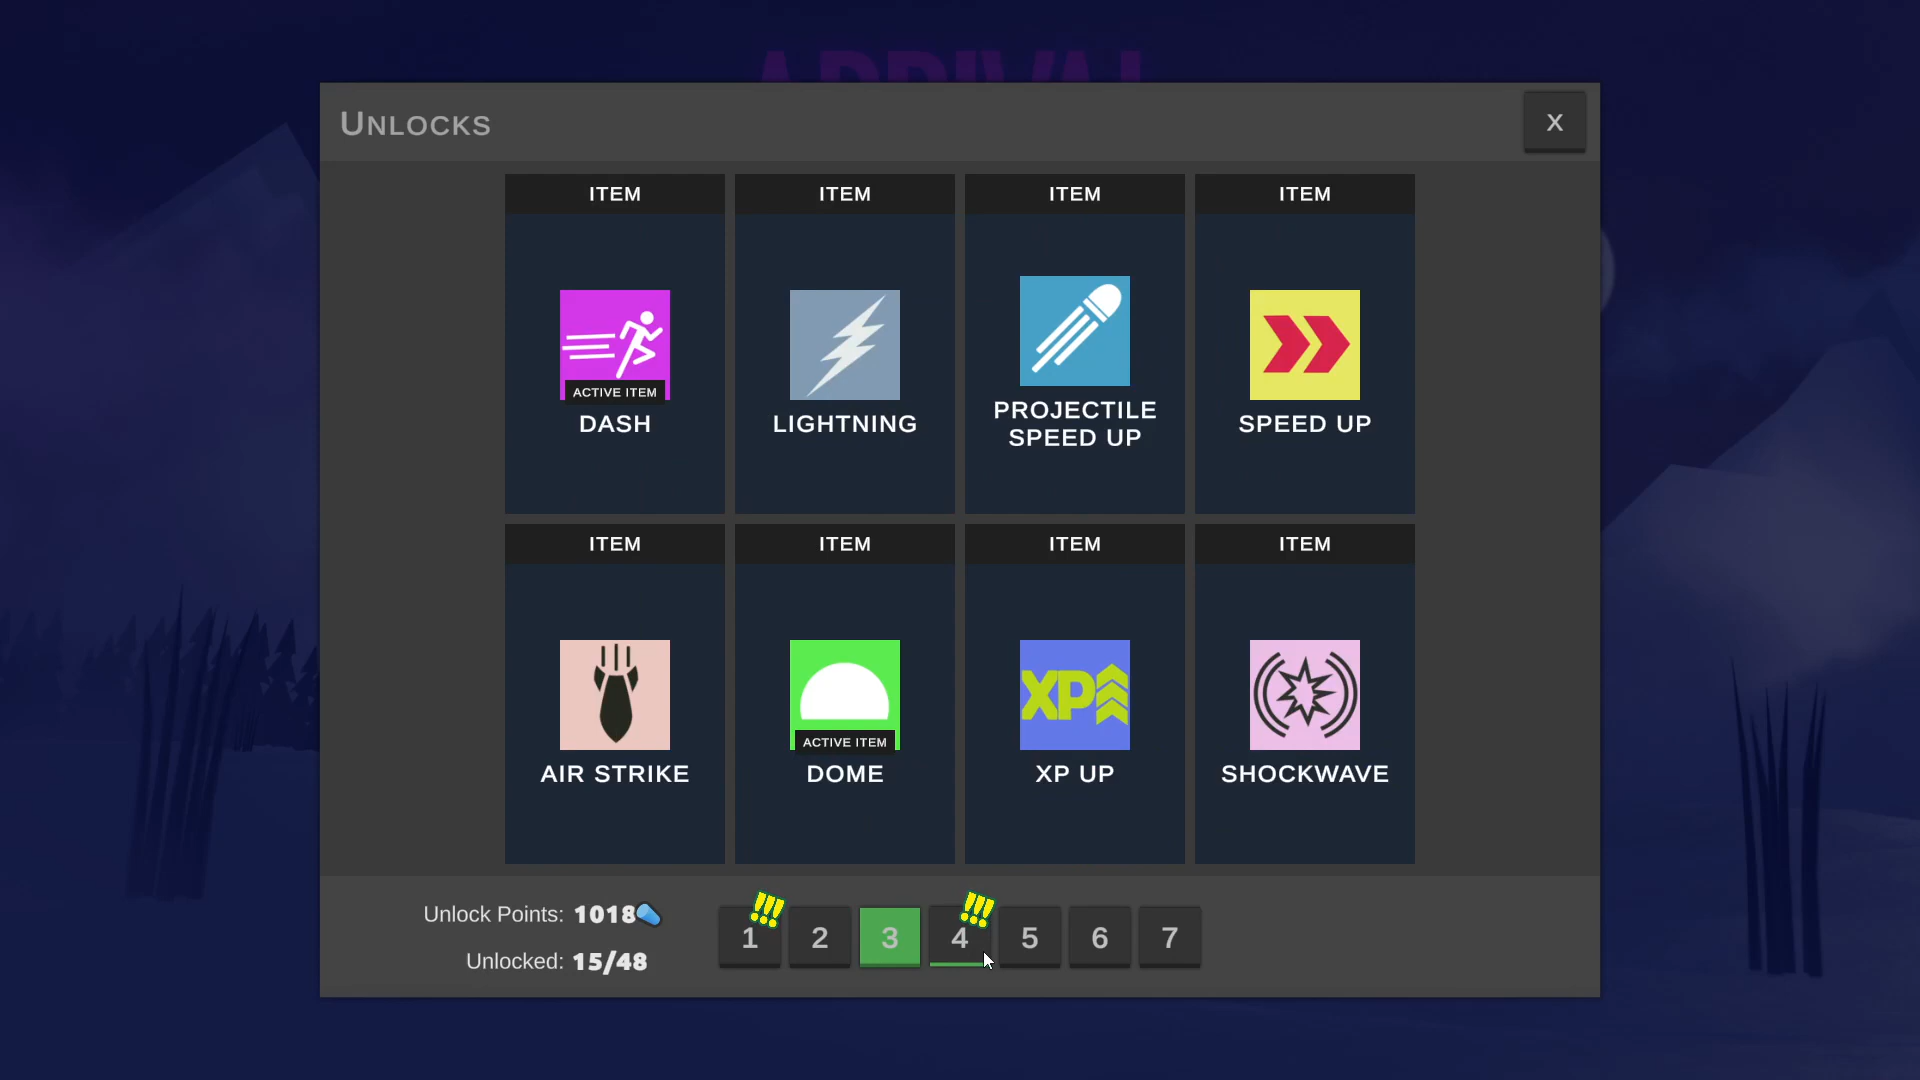 ARRIVAL
UNLOCKS
X
ITEM
ITEM
ITEM
ITEM
ACTIVE ITEM
DASH
LIGHTNING
PROJECTILE
SPEED UP
SPEED UP
ITEM
ITEM
ITEM
ITEM
AIR STRIKE
ACTIVE ITEM
DOME
XP
XP UP
SHOCKWAVE
Unlock Points: 1018
Unlocked: 15/48
!!!
1
2
3
!!!
4
5
6
7